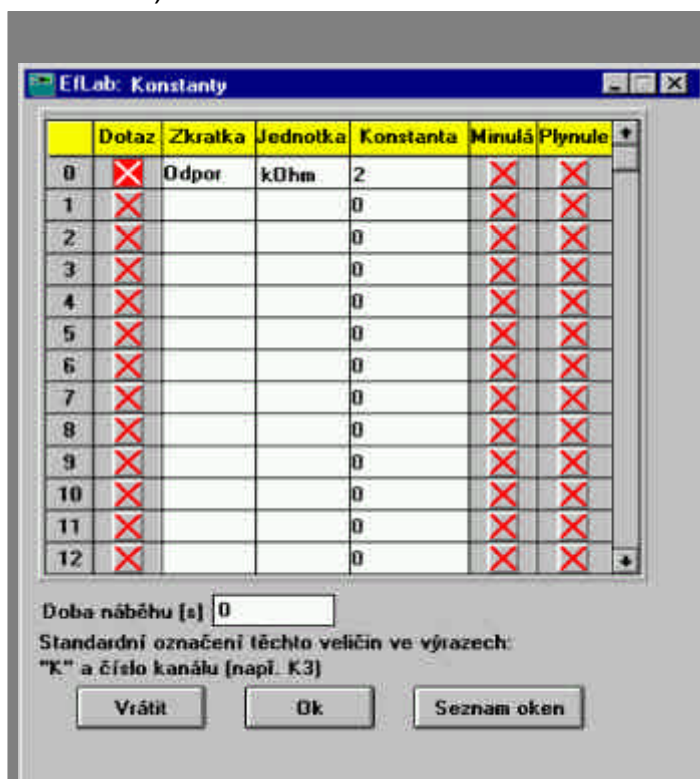 EfLab: Konstanty
Dotaz Zkratka Jednotka Konstanta Minulá Plynule
0 Odpor kOhm 2
1 0
2 0
3 0
4 0
5 0
6 0
7 0
8 0
9 0
10 0
11 0
12 0
Doba náběhu [s] 0
Standardní označení těchto veličin ve výrazech:
"K" a číslo kanálu (např. K3)
Vrátit Ok Seznam oken